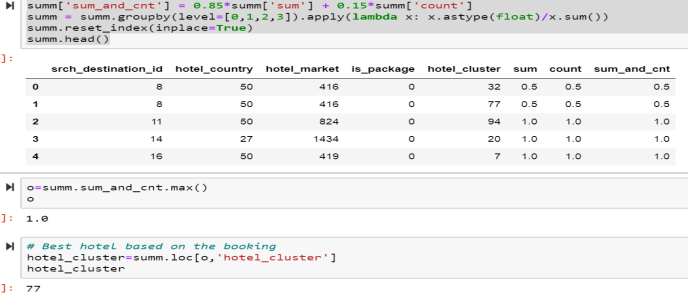 summ['sum_and_cnt'] = 0.85*summ['sum'] + 0.15*summ['count']
summ = summ.groupby(level=[0,1,2,3]).apply(lambda x: x.astype(float)/x.sum())
summ.reset_index(inplace=True)
summ.head()
]:
srch_destination_id hotel_country hotel_market is_package hotel_cluster sum count sum_and_cnt
0 8 50 416 0 32 0.5 0.5 0.5
1 8 50 416 0 77 0.5 0.5 0.5
2 11 50 824 0 94 1.0 1.0 1.0
3 14 27 1434 0 20 1.0 1.0 1.0
4 16 50 419 0 7 1.0 1.0 1.0
o=summ.sum_and_cnt.max()
o
]: 1.0
# Best hotel based on the booking
hotel_cluster=summ.loc[o,'hotel_cluster']
hotel_cluster
]: 77